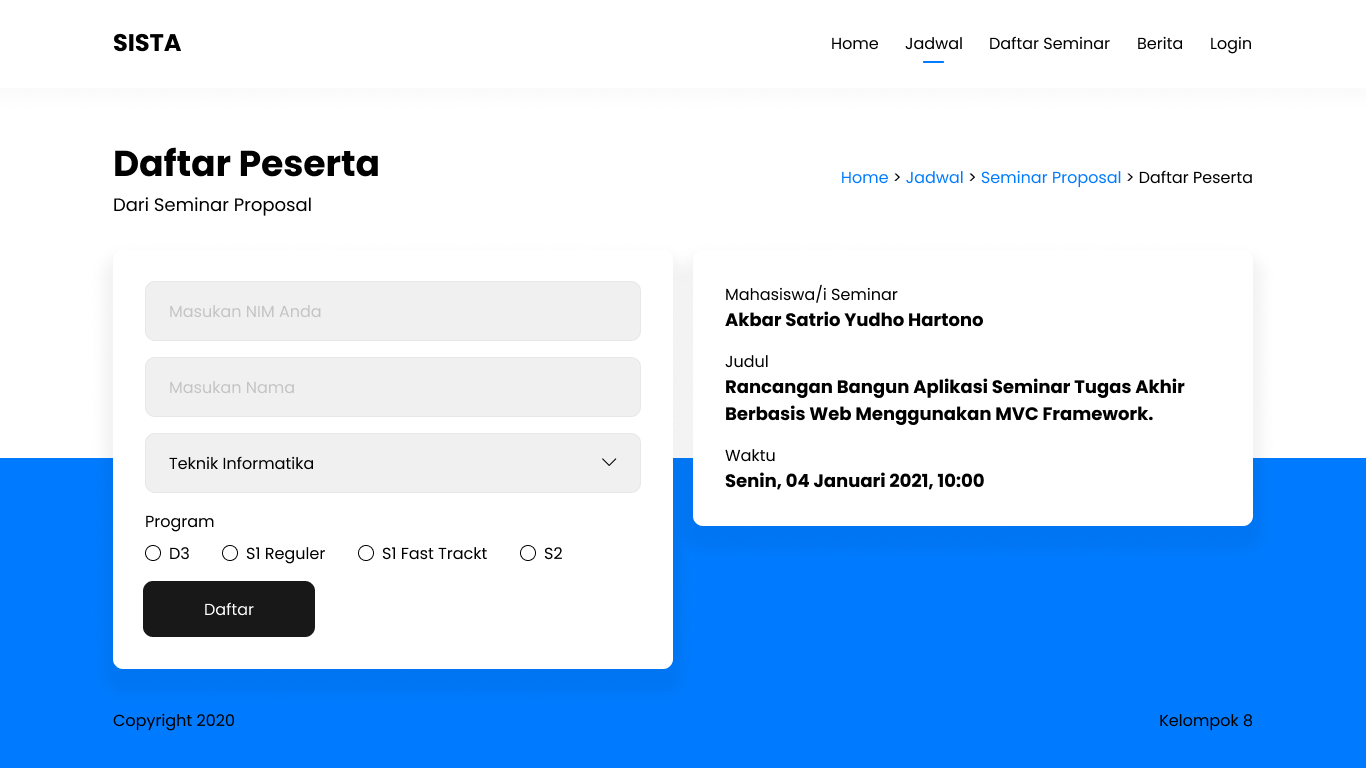 SISTA
Home Jadwal Daftar Seminar Berita Login
Daftar Peserta
Dari Seminar Proposal
Home > Jadwal > Seminar Proposal > Daftar Peserta
Masukan NIM Anda
Masukan Nama
Teknik Informatika
Program
D3 S1 Reguler S1 Fast Trackt S2
Daftar
Mahasiswa/i Seminar
Akbar Satrio Yudho Hartono
Judul
Rancangan Bangun Aplikasi Seminar Tugas Akhir
Berbasis Web Menggunakan MVC Framework.
Waktu
Senin, 04 Januari 2021, 10:00
Copyright 2020
Kelompok 8